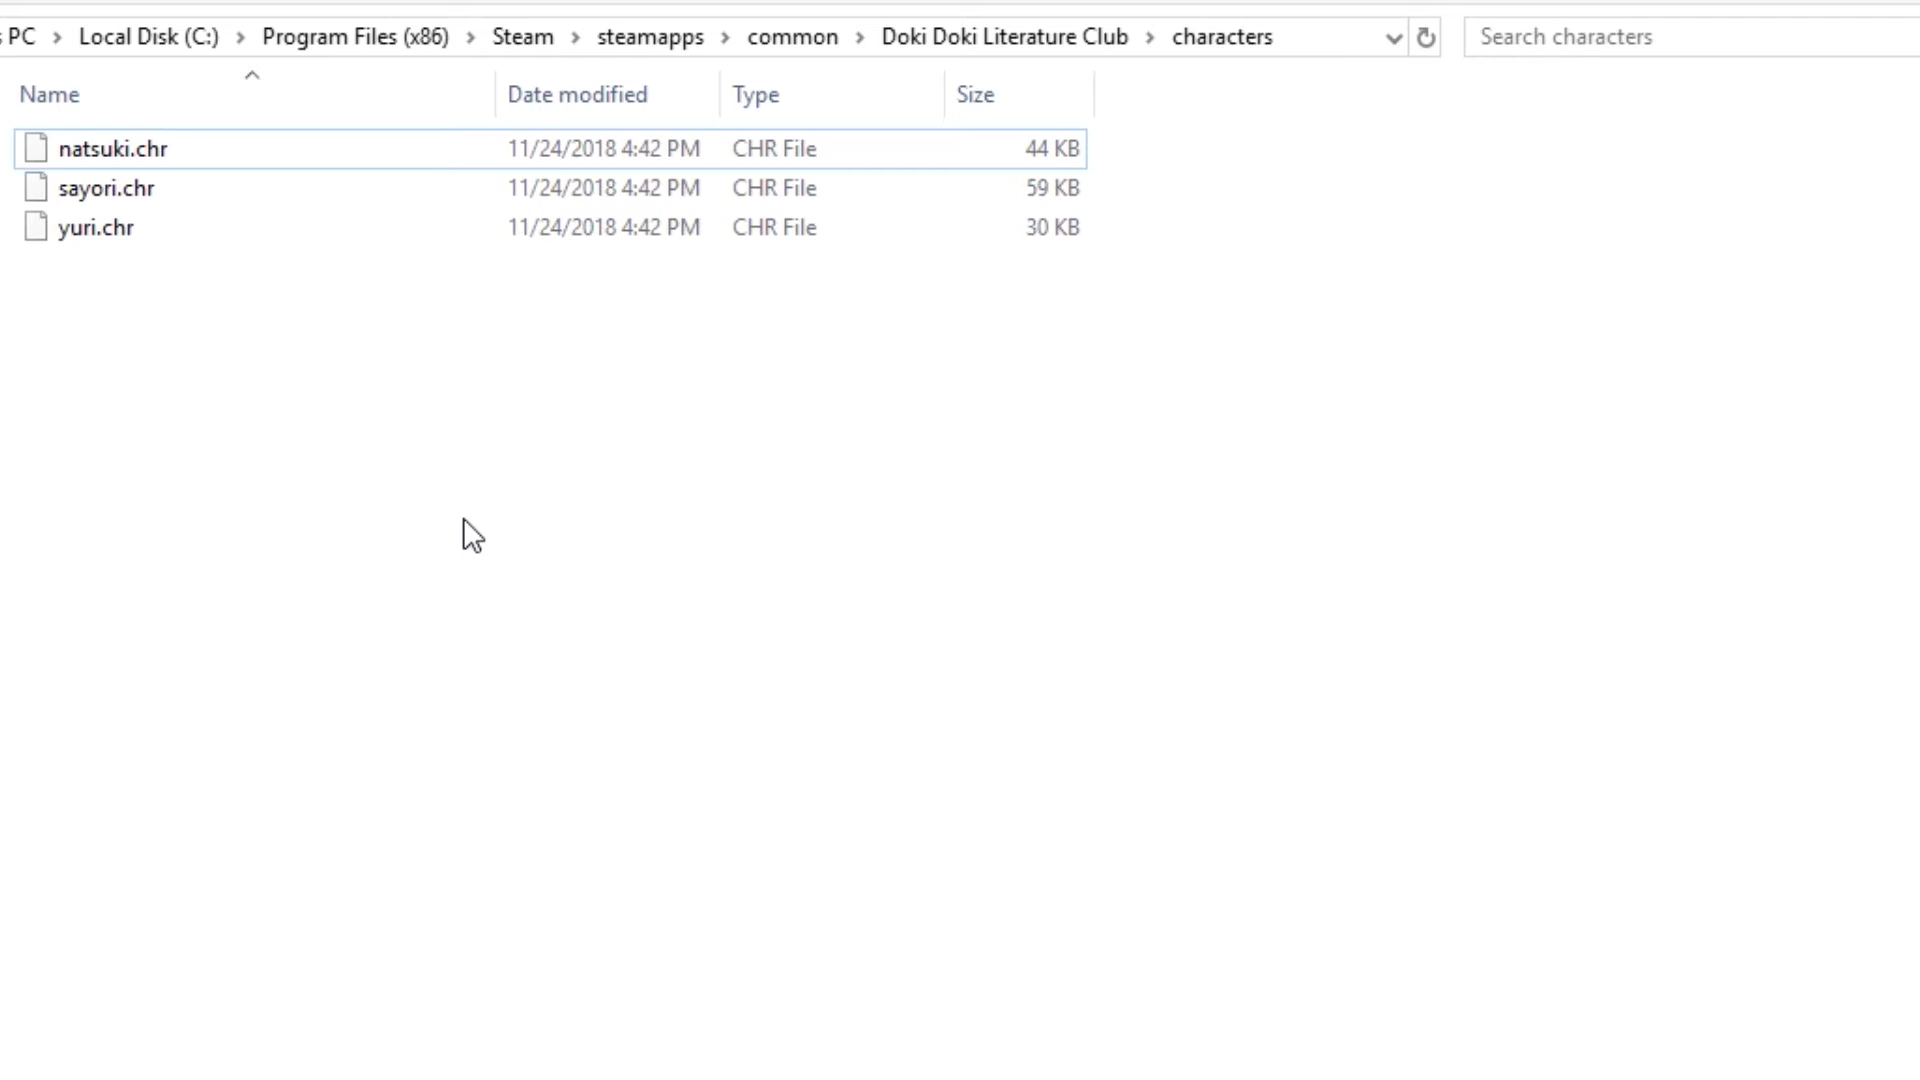 PC > Local Disk (C:) > Program Files (x86) > Steam > steamapps > common > Doki Doki Literature Club > characters Search characters
Name Date modified Type Size
natsuki.chr 11/24/2018 4:42 PM CHR File 44 KB
sayori.chr 11/24/2018 4:42 PM CHR File 59 KB
yuri.chr 11/24/2018 4:42 PM CHR File 30 KB